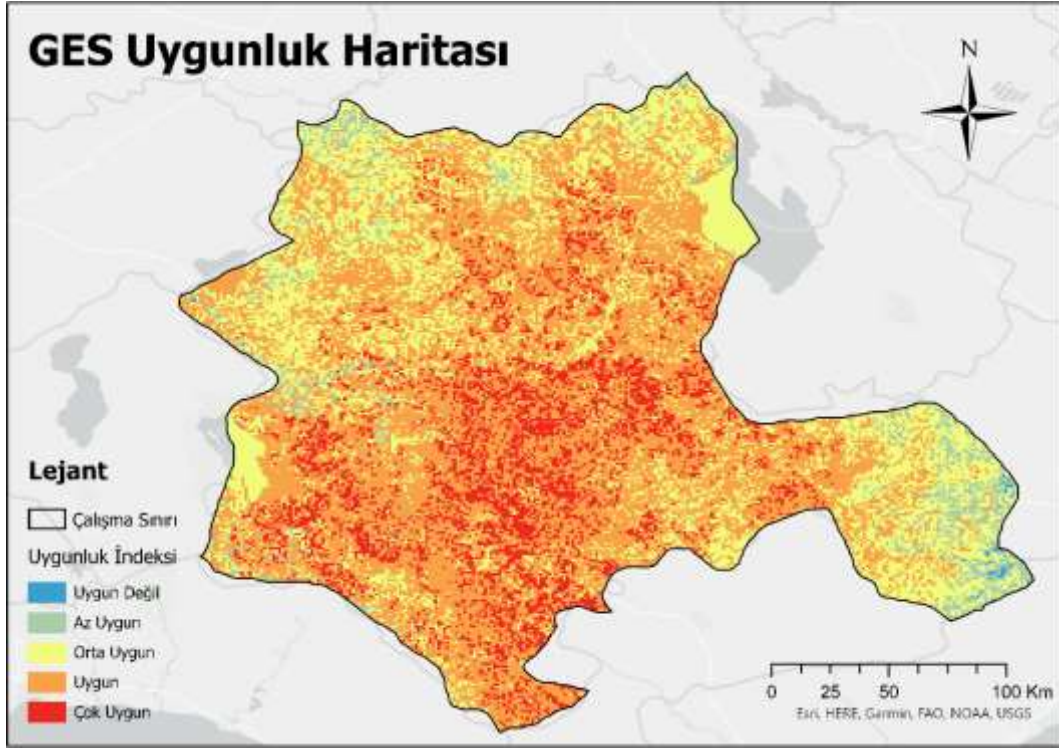 GES Uygunluk Haritası
N
Lejant
Çalışma Sınırı
Uygunluk İndeksi
Uygun Değil
Az Uygun
Orta Uygun
Uygun
Çok Uygun
0 25 50 100 Km
Esri, HERE, Garmin, FAO, NOAA, USGS